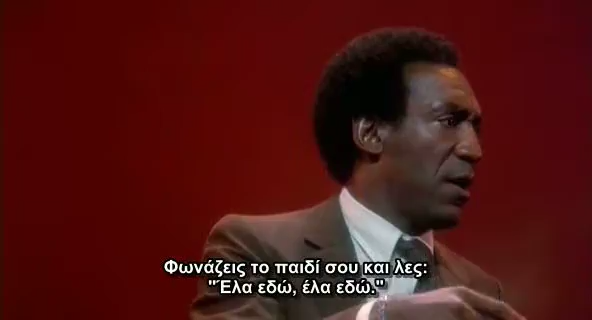 Φωνάζεις το παιδί σου και λες:
"Έλα εδώ, έλα εδώ."